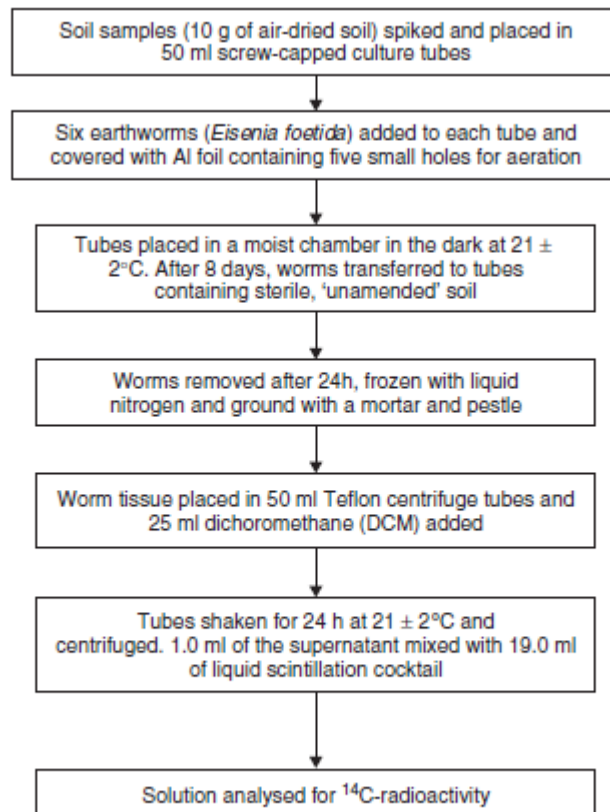 Soil samples (10 g of air-dried soil) spiked and placed in
50 ml screw-capped culture tubes
Six earthworms (Eisenia foetida) added to each tube and
covered with Al foil containing five small holes for aeration
Tubes placed in a moist chamber in the dark at 21 ±
2°C. After 8 days, worms transferred to tubes
containing sterile, ‘unamended’ soil
Worms removed after 24h, frozen with liquid
nitrogen and ground with a mortar and pestle
Worm tissue placed in 50 ml Teflon centrifuge tubes and
25 ml dichoromethane (DCM) added
Tubes shaken for 24 h at 21 ± 2°C and
centrifuged. 1.0 ml of the supernatant mixed with 19.0 ml
of liquid scintillation cocktail
Solution analysed for ¹⁴C-radioactivity